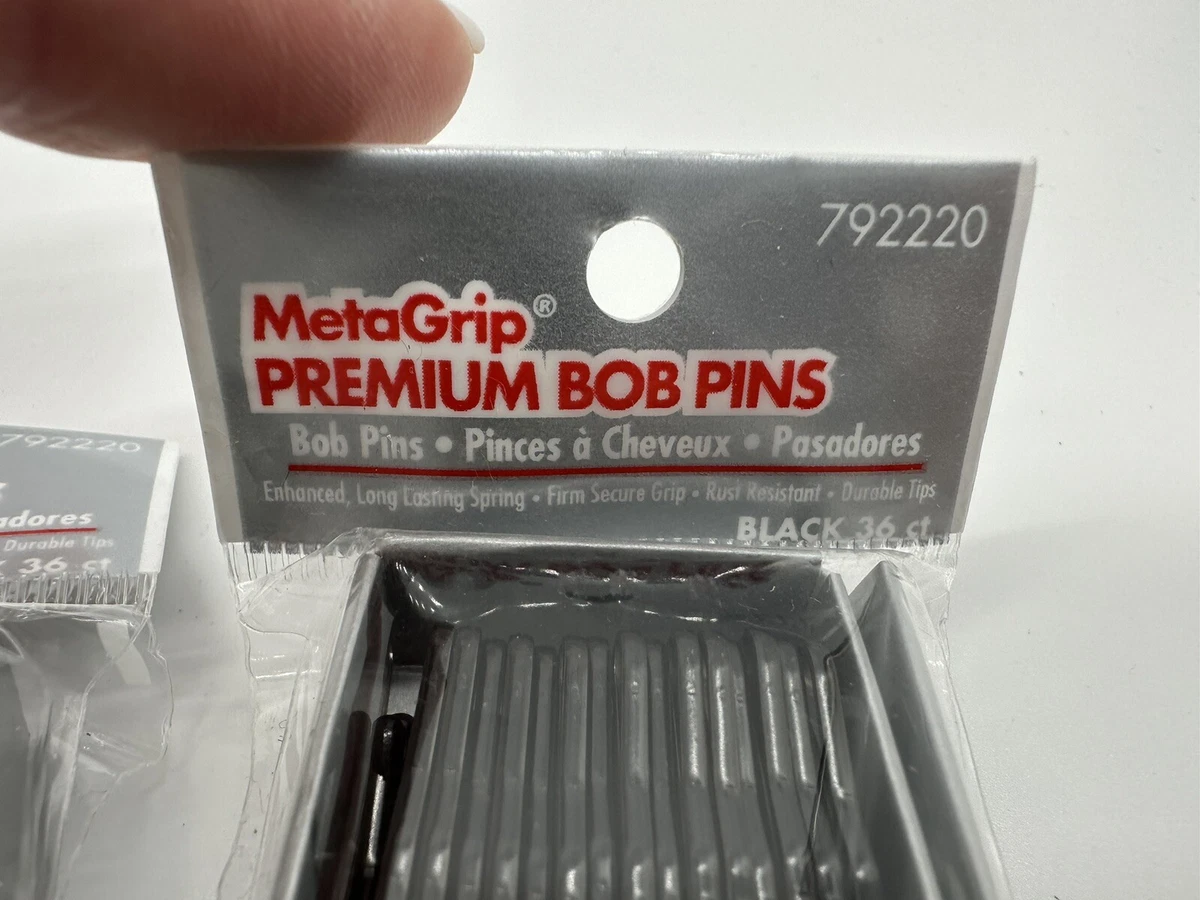 792220
MetaGrip®
PREMIUM BOB PINS
Bob Pins • Pinces à Cheveux • Pasadores
Enhanced, Long Lasting Spring • Firm Secure Grip • Rust Resistant • Durable Tips
BLACK 36 ct
792220
adores
Durable Tips
36 ct